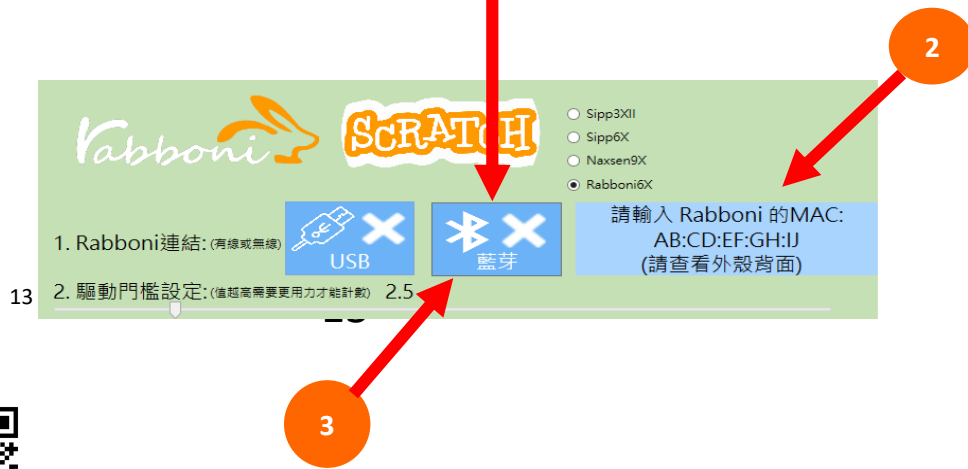 2
rabboni
SCRATCH
Sipp3XII
Sipp6X
Naxsen9X
Rabboni6X
1. Rabboni連結: (有線或無線)
USB
藍芽
請輸入 Rabboni 的MAC:
AB:CD:EF:GH:IJ
(請查看外殼背面)
13
2. 驅動門檻設定: (值越高需要更用力才能計數) 2.5
3